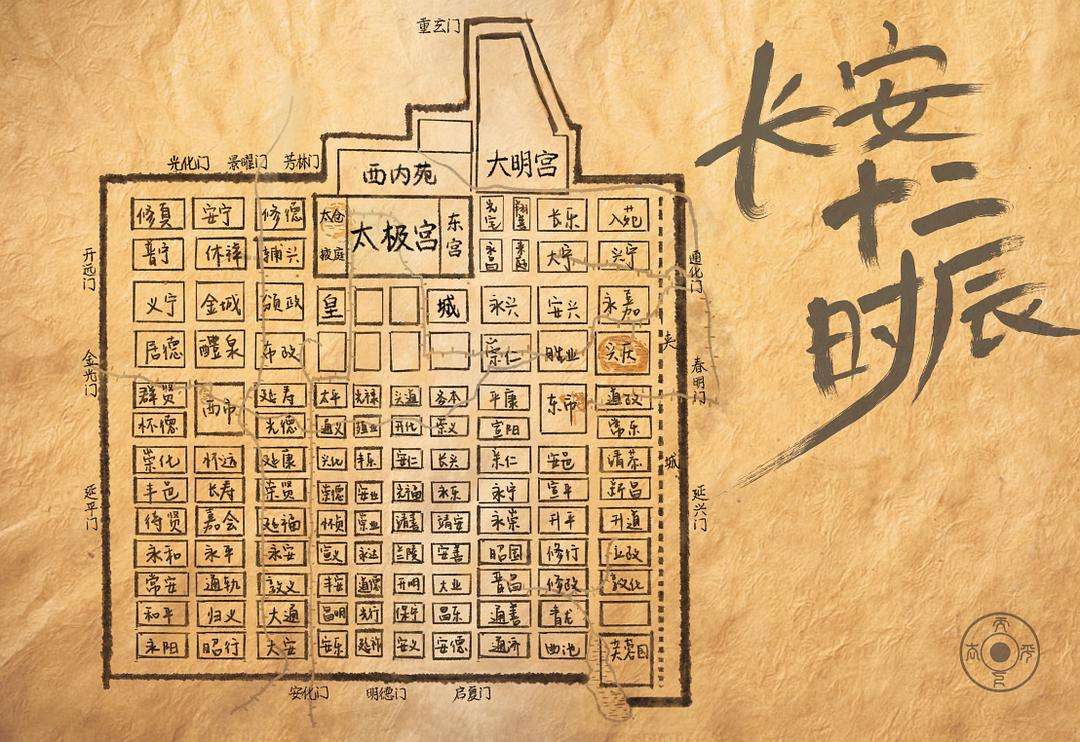 重玄门
长安
十二
时辰
光化门 景曜门 芳林门
西内苑 大明宫
修真 安宁 修德 太仓 太极宫 东宫 长乐 入苑
普宁 休祥 辅兴 掖庭 大宁 兴宁
开远门
通化门
义宁 金城 颁政 皇 城 永兴 安兴 永嘉
居德 醴泉 布政 崇仁 胜业 兴庆
夹
金光门
春明门
群贤 西市 延寿 太平 光禄 兴道 务本 平康 东市 道政
怀德 光德 通义 殖业 开化 崇义 宣阳 常乐
崇化 怀远 延康 兴化 丰乐 安仁 长兴 亲仁 安邑 靖恭
城
丰邑 长寿 崇贤 崇德 安业 光福 永乐 永宁 宣平 新昌
延平门
延兴门
待贤 嘉会 延福 怀贞 崇业 靖善 靖安 永崇 升平 升道
永和 永平 永安 宣义 永达 兰陵 安善 昭国 修行 立政
常安 通轨 敦义 丰安 道德 开明 大业 晋昌 修政 敦化
和平 归义 大通 昌明 光行 保宁 昌乐 通善 青龙
永阳 昭行 大安 安乐 延祚 安义 安德 通济 曲池 芙蓉园
安化门 明德门 启夏门